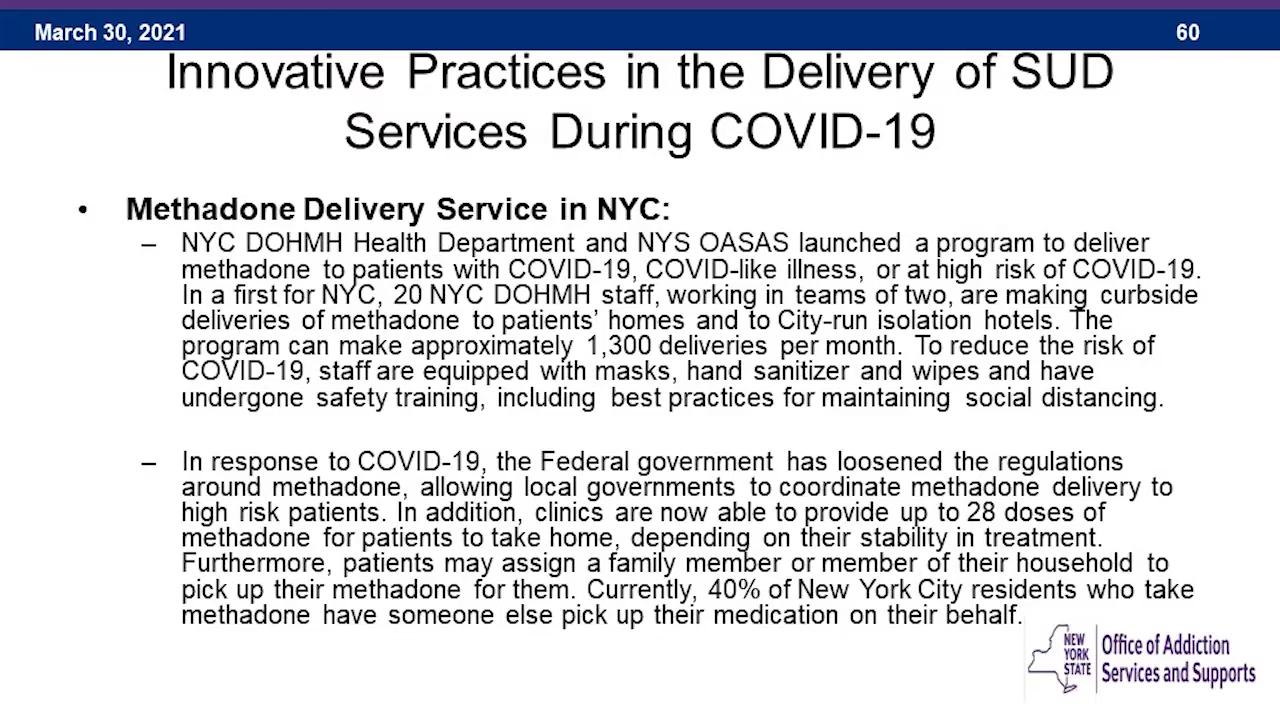 March 30, 2021
60
Innovative Practices in the Delivery of SUD
Services During COVID-19
• Methadone Delivery Service in NYC:
– NYC DOHMH Health Department and NYS OASAS launched a program to deliver
methadone to patients with COVID-19, COVID-like illness, or at high risk of COVID-19.
In a first for NYC, 20 NYC DOHMH staff, working in teams of two, are making curbside
deliveries of methadone to patients’ homes and to City-run isolation hotels. The
program can make approximately 1,300 deliveries per month. To reduce the risk of
COVID-19, staff are equipped with masks, hand sanitizer and wipes and have
undergone safety training, including best practices for maintaining social distancing.
– In response to COVID-19, the Federal government has loosened the regulations
around methadone, allowing local governments to coordinate methadone delivery to
high risk patients. In addition, clinics are now able to provide up to 28 doses of
methadone for patients to take home, depending on their stability in treatment.
Furthermore, patients may assign a family member or member of their household to
pick up their methadone for them. Currently, 40% of New York City residents who take
methadone have someone else pick up their medication on their behalf.
NEW
YORK
STATE
Office of Addiction
Services and Supports